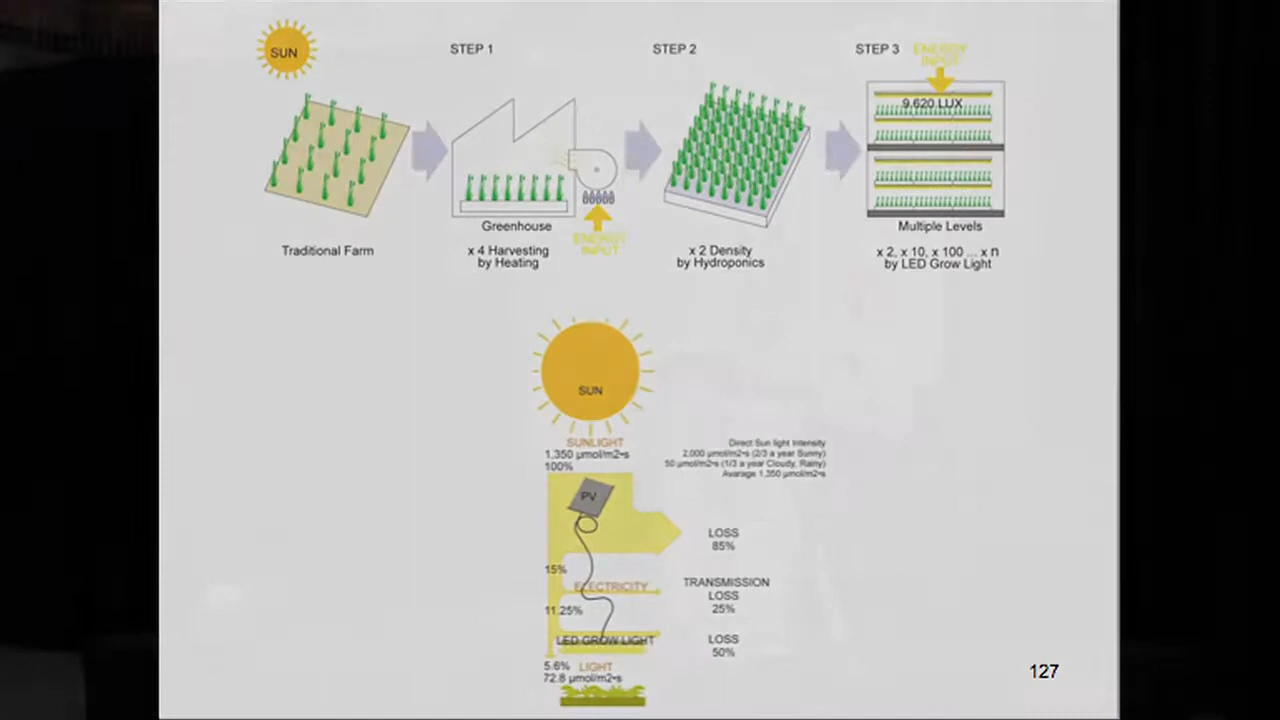 SUN
STEP 1
STEP 2
STEP 3
ENERGY
INPUT
9,620 LUX
Traditional Farm
Greenhouse
x 4 Harvesting
by Heating
ENERGY
INPUT
x 2 Density
by Hydroponics
Multiple Levels
x 2, x 10, x 100 ... x n
by LED Grow Light
SUN
SUNLIGHT
1,350 µmol/m2•s
100%
Direct Sun light Intensity
2,000 µmol/m2•s (2/3 a year Sunny)
50 µmol/m2•s (1/3 a year Cloudy, Rainy)
Avarage 1,350 µmol/m2•s
PV
LOSS
85%
15%
ELECTRICITY
TRANSMISSION
LOSS
25%
11.25%
LED GROW LIGHT
LOSS
50%
5.6% LIGHT
72.8 µmol/m2•s
127